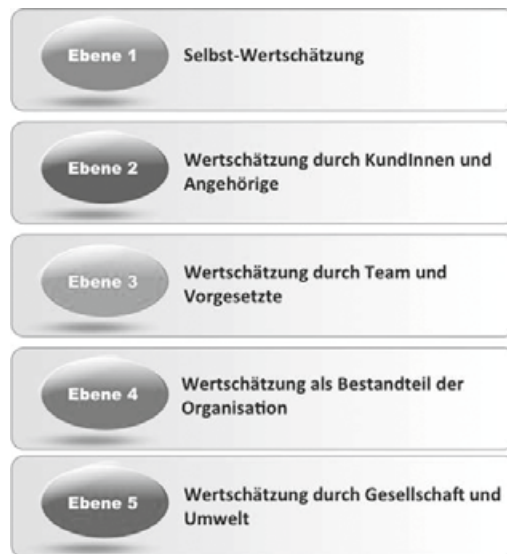 Ebene 1
Selbst-Wertschätzung
Ebene 2
Wertschätzung durch KundInnen und
Angehörige
Ebene 3
Wertschätzung durch Team und
Vorgesetzte
Ebene 4
Wertschätzung als Bestandteil der
Organisation
Ebene 5
Wertschätzung durch Gesellschaft und
Umwelt